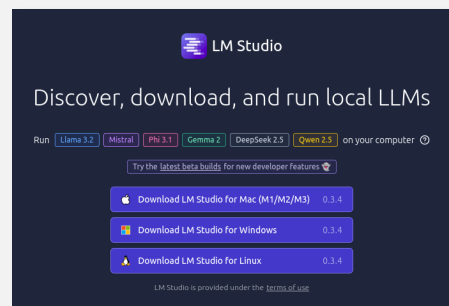 LM Studio
Discover, download, and run local LLMs
Run Llama 3.2 Mistral Phi 3.1 Gemma 2 DeepSeek 2.5 Qwen 2.5 on your computer ?
Try the latest beta builds for new developer features
Download LM Studio for Mac (M1/M2/M3) 0.3.4
Download LM Studio for Windows 0.3.4
Download LM Studio for Linux 0.3.4
LM Studio is provided under the terms of use